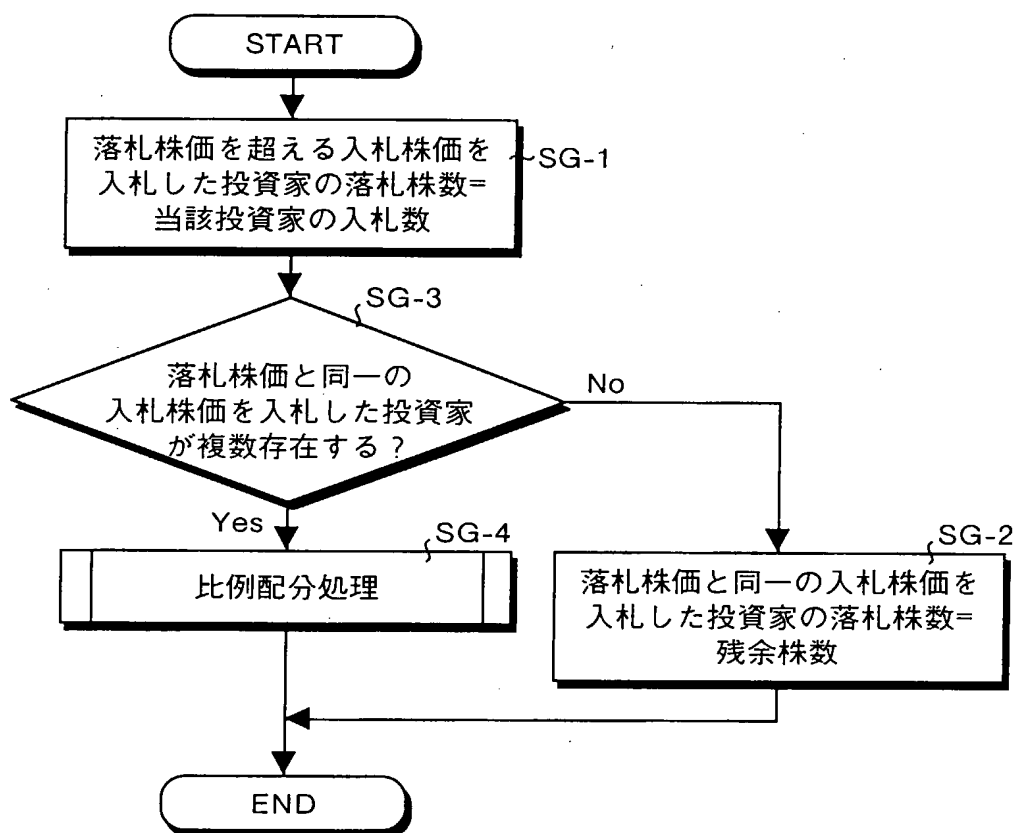 START
落札株価を超える入札株価を
入札した投資家の落札株数=
当該投資家の入札数
SG-1
SG-3
落札株価と同一の
入札株価を入札した投資家
が複数存在する?
No
Yes
SG-4
比例配分処理
SG-2
落札株価と同一の入札株価を
入札した投資家の落札株数=
残余株数
END